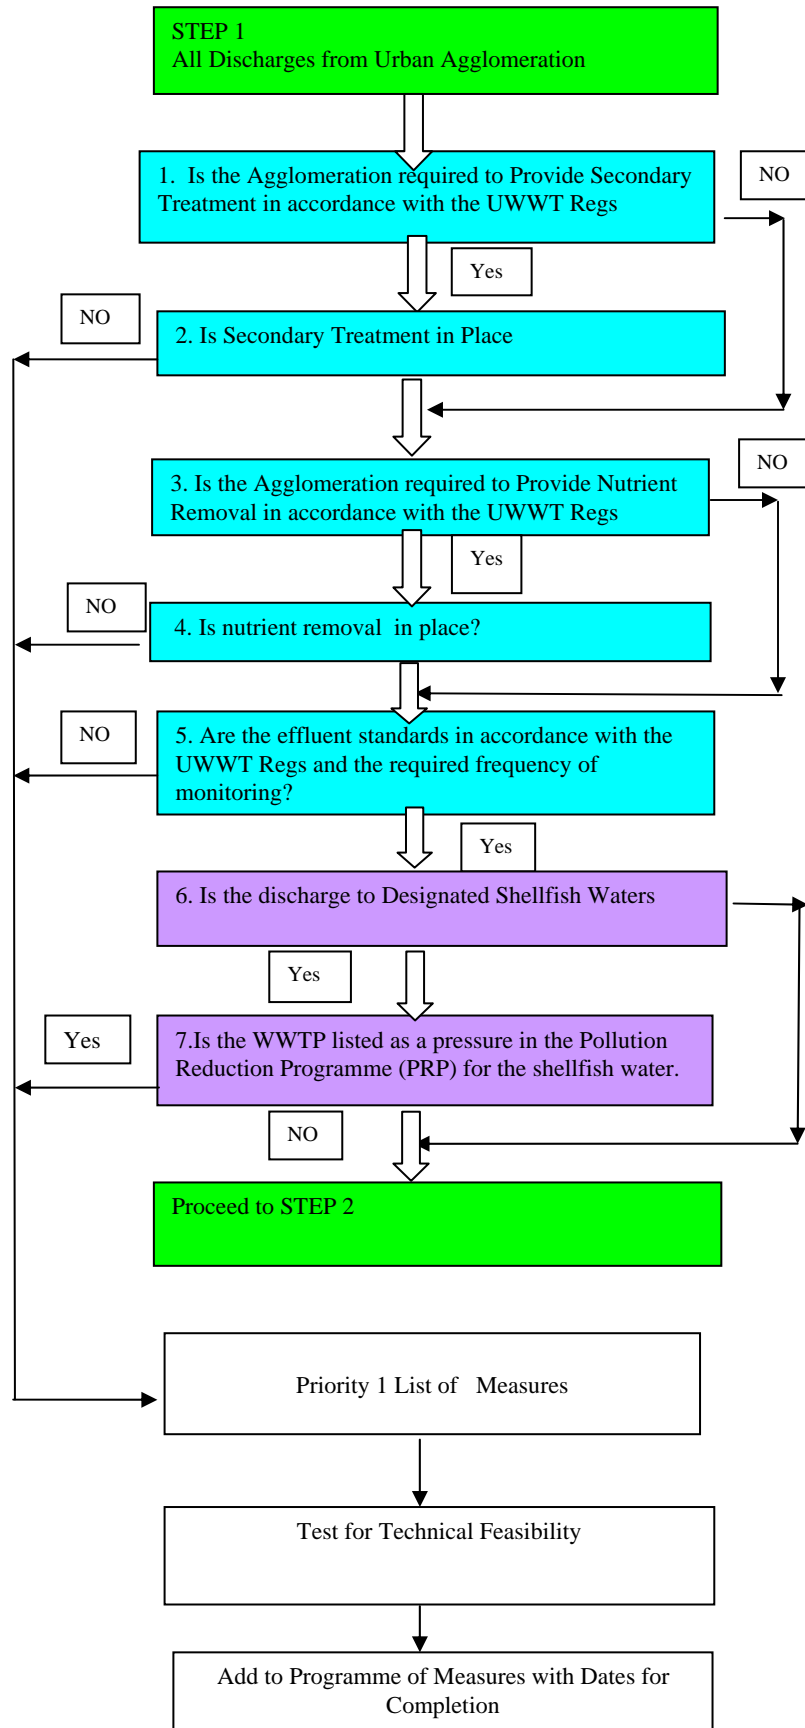 STEP 1
All Discharges from Urban Agglomeration
1. Is the Agglomeration required to Provide Secondary
Treatment in accordance with the UWWT Regs
NO
Yes
NO
2. Is Secondary Treatment in Place
3. Is the Agglomeration required to Provide Nutrient
Removal in accordance with the UWWT Regs
NO
Yes
NO
4. Is nutrient removal in place?
NO
5. Are the effluent standards in accordance with the
UWWT Regs and the required frequency of
monitoring?
Yes
6. Is the discharge to Designated Shellfish Waters
Yes
Yes
7.Is the WWTP listed as a pressure in the Pollution
Reduction Programme (PRP) for the shellfish water.
NO
Proceed to STEP 2
Priority 1 List of Measures
Test for Technical Feasibility
Add to Programme of Measures with Dates for
Completion